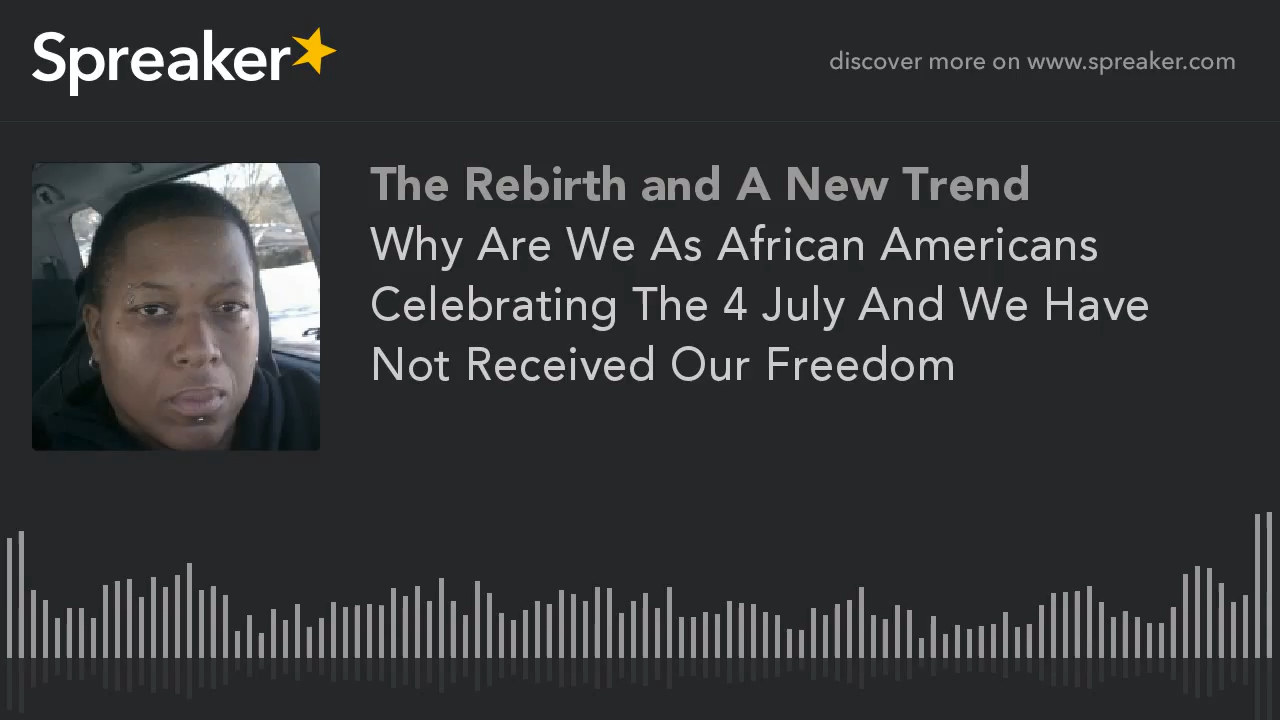 Spreaker
discover more on www.spreaker.com
The Rebirth and A New Trend
Why Are We As African Americans
Celebrating The 4 July And We Have
Not Received Our Freedom